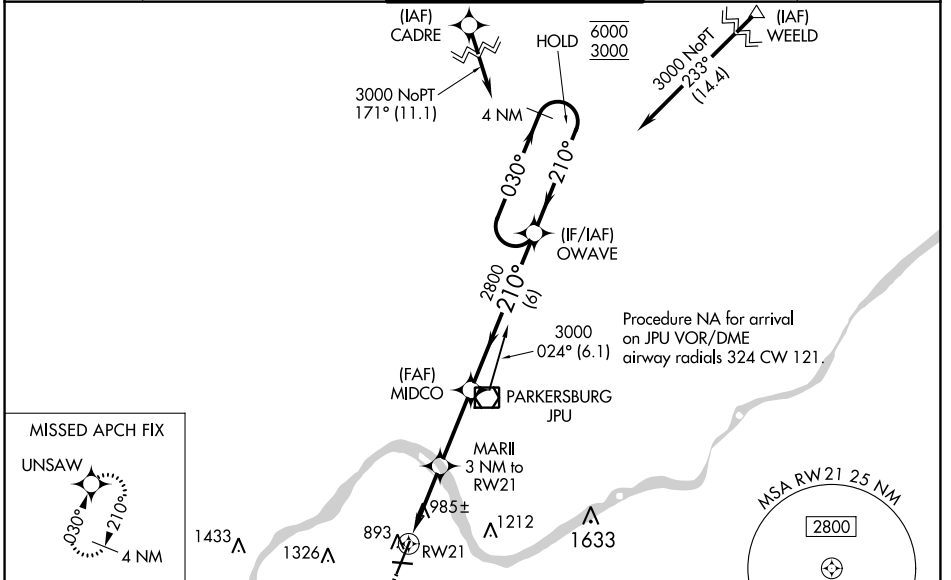 (IAF)
CADRE
HOLD
6000
3000
(IAF)
WEELD
3000 NoPT
233°
(14.4)
3000 NoPT
171° (11.1)
4 NM
030°
210°
(IF/IAF)
OWAVE
2800
210°
(6)
3000
024° (6.1)
Procedure NA for arrival
on JPU VOR/DME
airway radials 324 CW 121.
(FAF)
MIDCO
PARKERSBURG
JPU
MISSED APCH FIX
UNSAW
030°
210°
4 NM
MARII
3 NM to
RW21
985±
1212
1633
893
RW21
1433
1326
MSA RW21 25 NM
2800